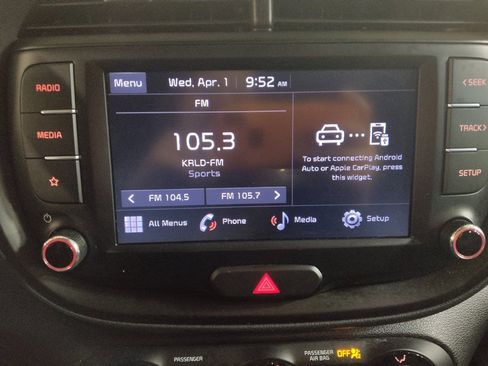 RADIO
MEDIA
Menu
Wed, Apr. 1
9:52 AM
FM
105.3
KRLD-FM
Sports
< FM 104.5
FM 105.7 >
To start connecting Android
Auto or Apple CarPlay, press
this widget.
All Menus
Phone
Media
Setup
< SEEK
TRACK >
SETUP
PASSENGER
PASSENGER
AIR BAG
OFF